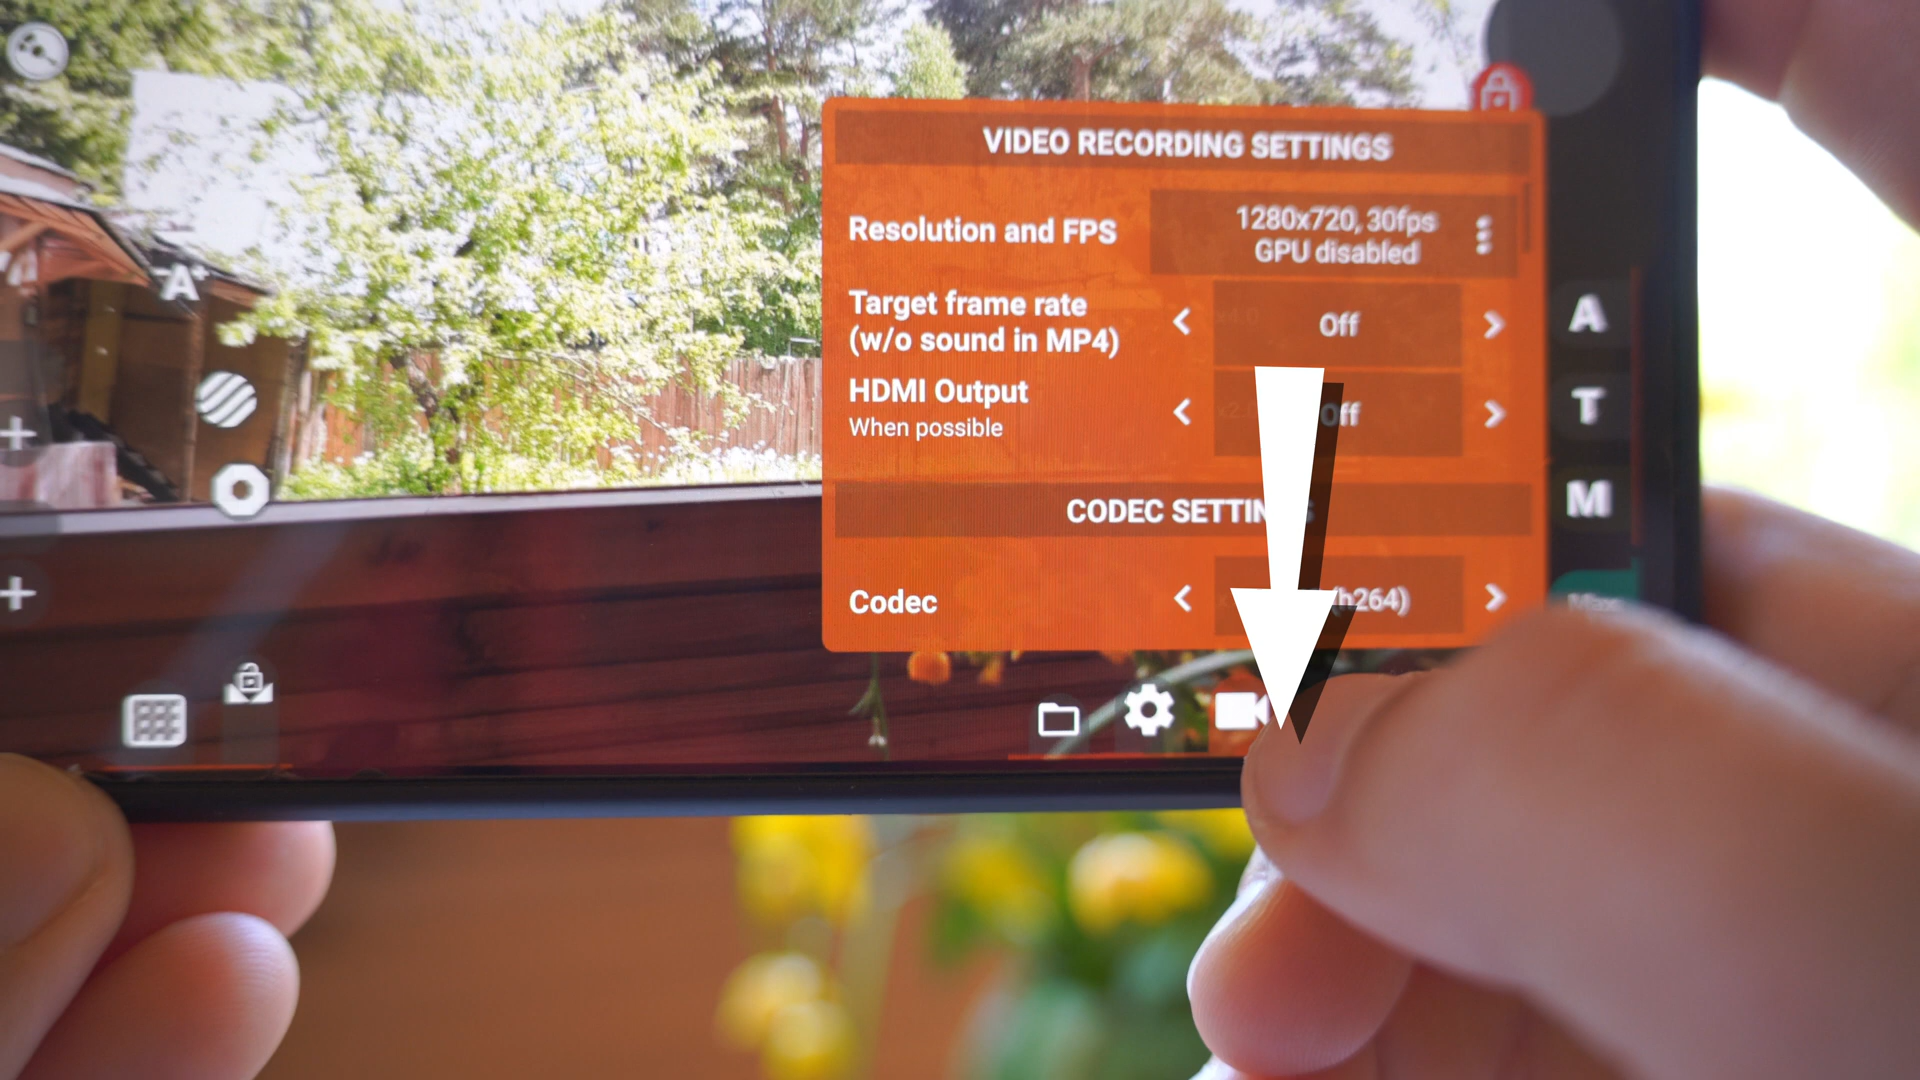 VIDEO RECORDING SETTINGS
Resolution and FPS
1280x720, 30fps
GPU disabled
Target frame rate
(w/o sound in MP4)
Off
HDMI Output
When possible
Off
CODEC SETTINGS
Codec
(h264)
A
A
T
M